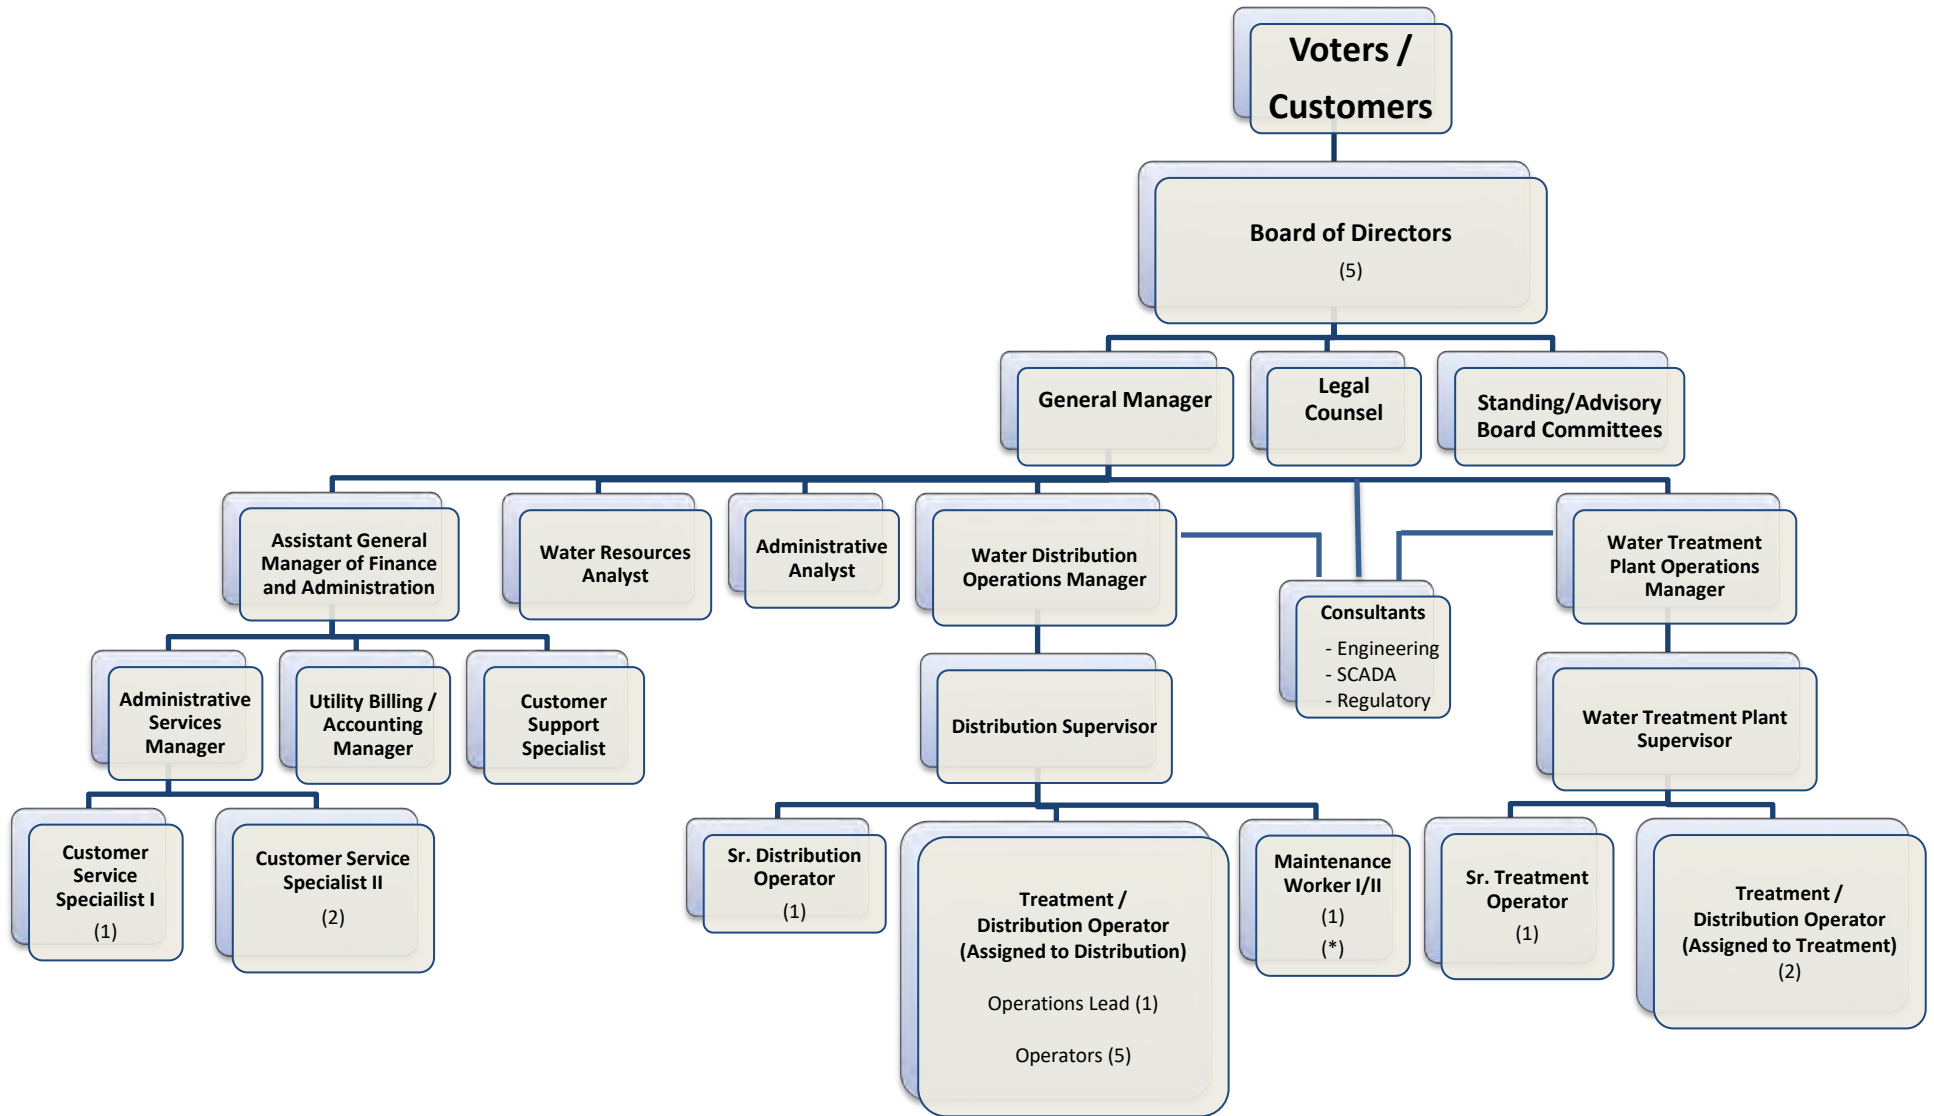 Voters /
Customers
Board of Directors
(5)
General Manager
Legal
Counsel
Standing/Advisory
Board Committees
Assistant General
Manager of Finance
and Administration
Water Resources
Analyst
Administrative
Analyst
Water Distribution
Operations Manager
Consultants
- Engineering
- SCADA
- Regulatory
Water Treatment
Plant Operations
Manager
Administrative
Services
Manager
Utility Billing /
Accounting
Manager
Customer
Support
Specialist
Distribution Supervisor
Water Treatment Plant
Supervisor
Customer
Service
Speciailist I
(1)
Customer Service
Specialist II
(2)
Sr. Distribution
Operator
(1)
Treatment /
Distribution Operator
(Assigned to Distribution)
Operations Lead (1)
Operators (5)
Maintenance
Worker I/II
(1)
(*)
Sr. Treatment
Operator
(1)
Treatment /
Distribution Operator
(Assigned to Treatment)
(2)